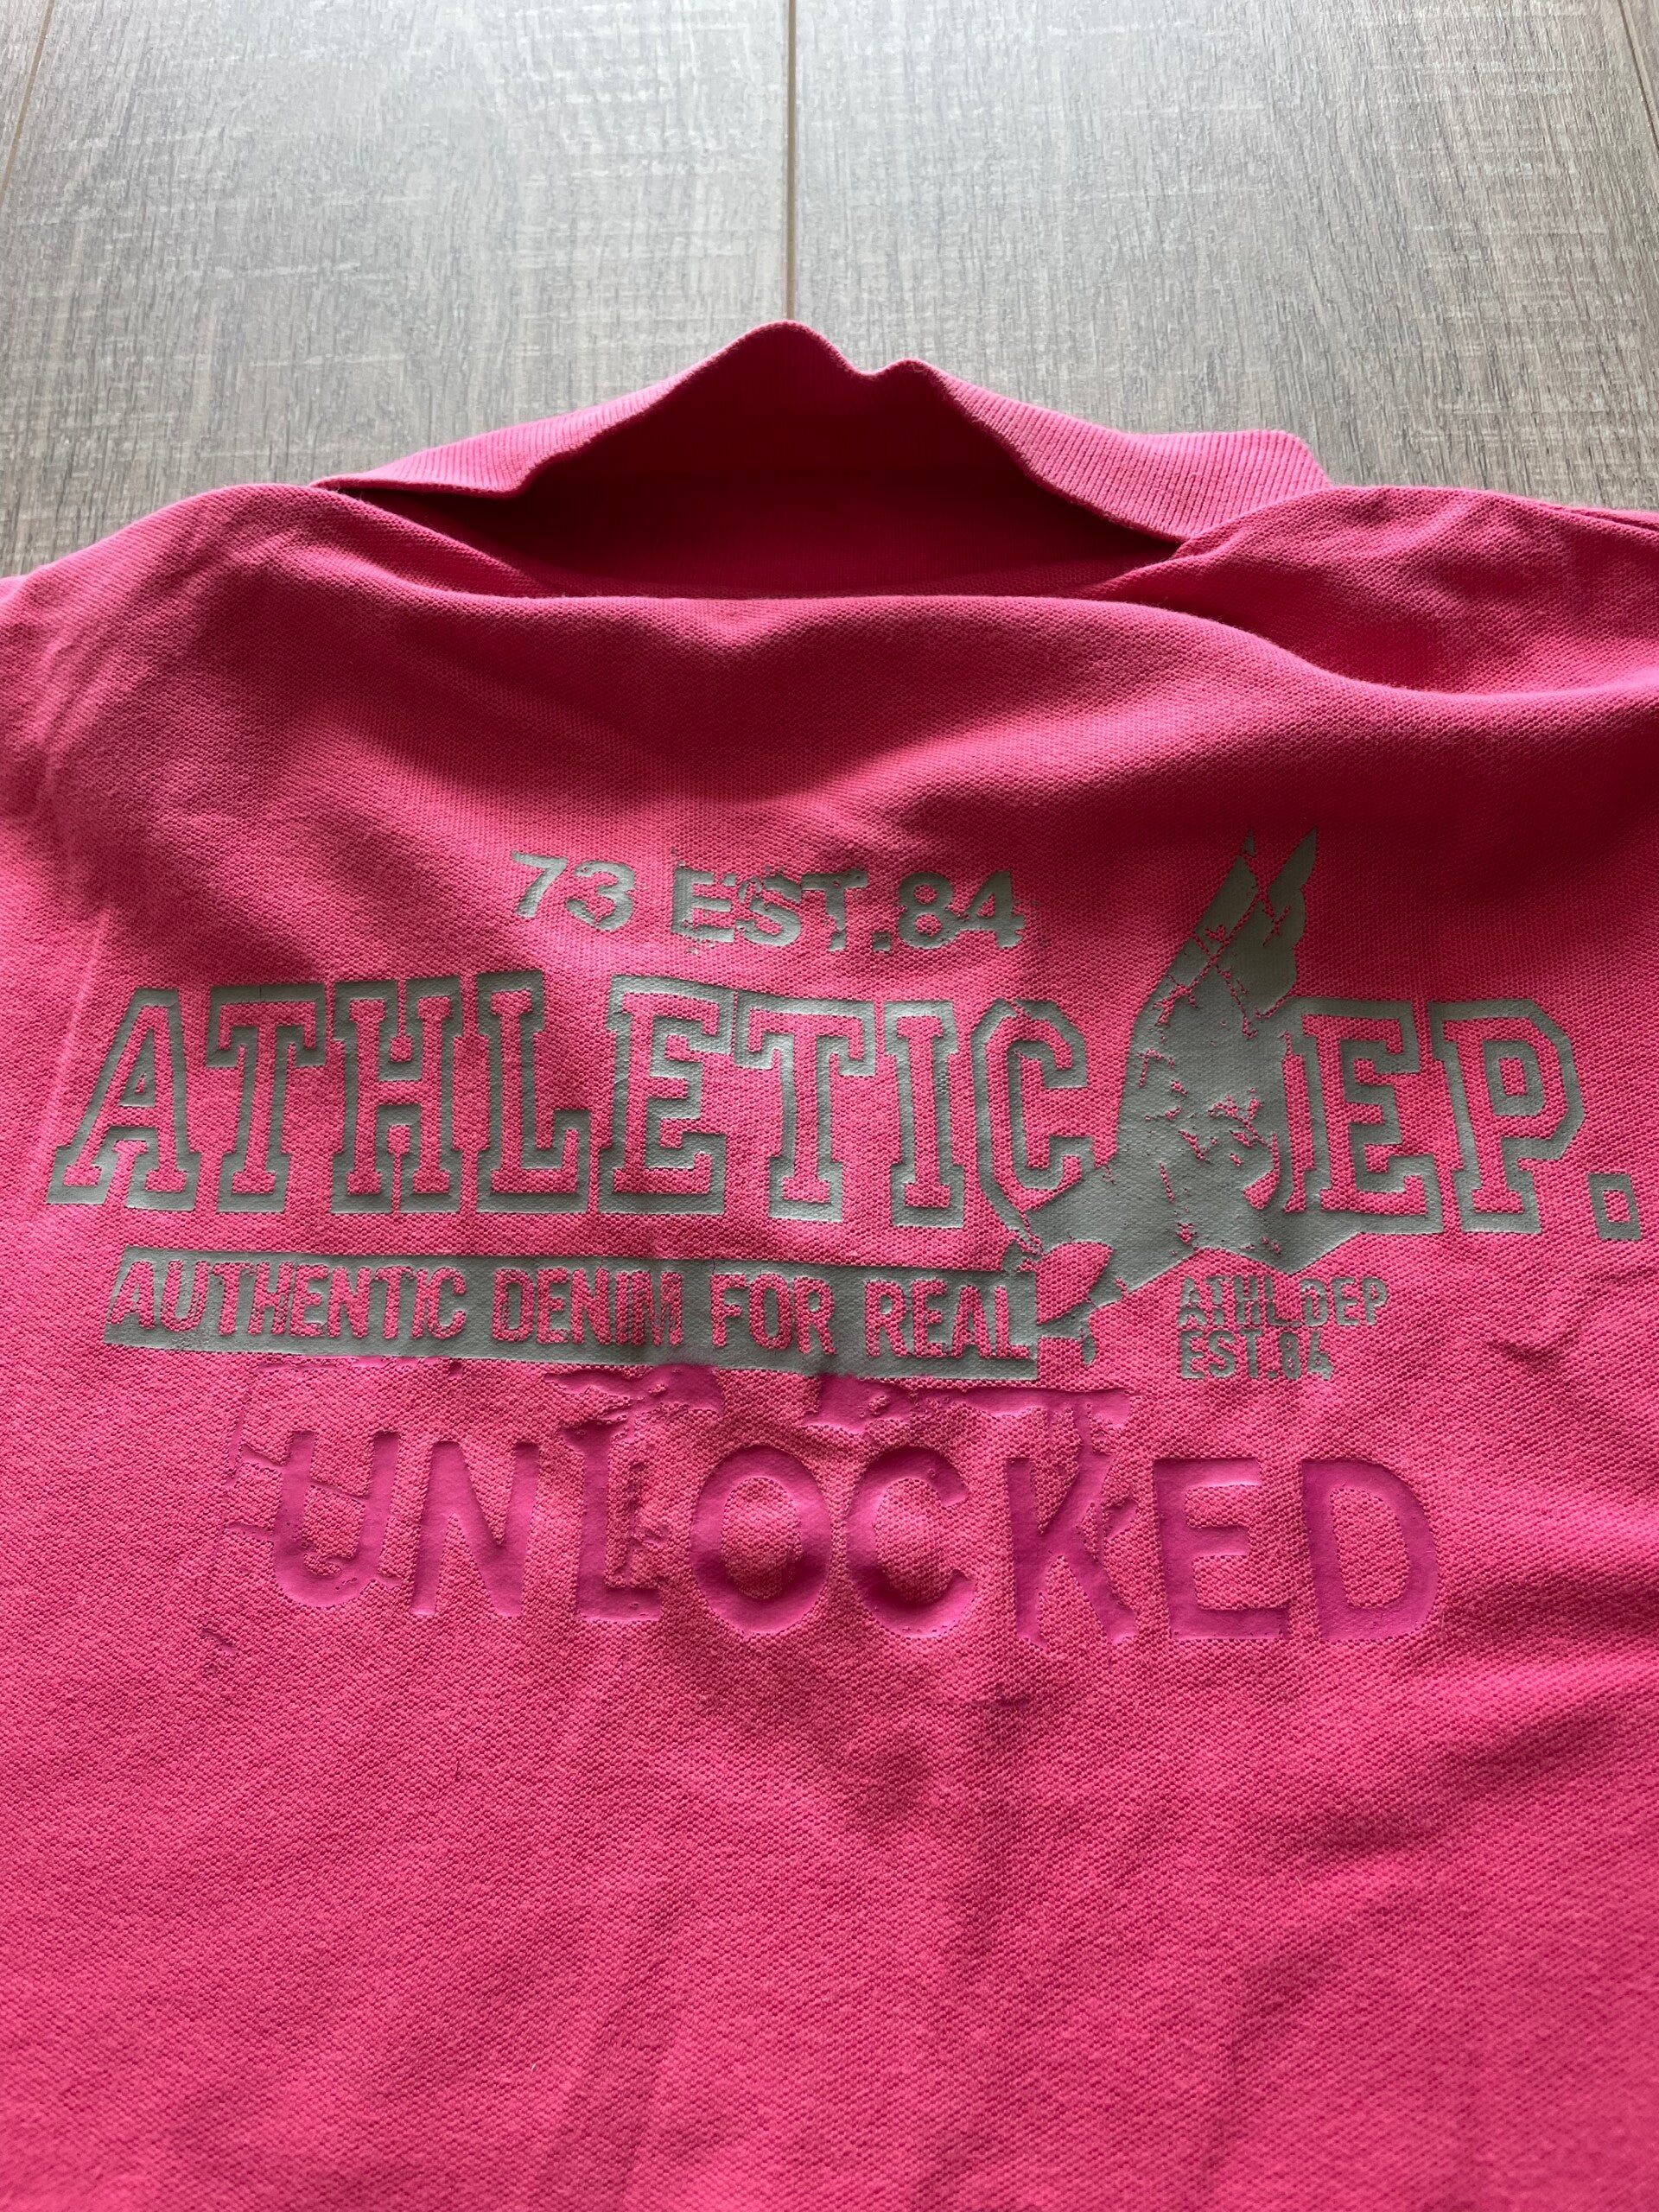 73 EST.84
ATHLETIC EP.
AUTHENTIC DENIM FOR REAL
ATHL.DEP
EST.84
UNLOCKED